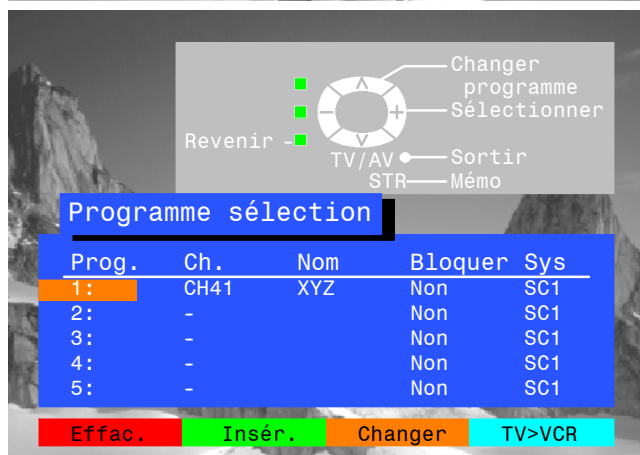 Changer
programme
Sélectionner
Revenir -
TV/AV Sortir
STR Mémo
Programme sélection
Prog. Ch. Nom Bloquer Sys
1: CH41 XYZ Non SC1
2: - Non SC1
3: - Non SC1
4: - Non SC1
5: - Non SC1
Effac. Insér. Changer TV>VCR